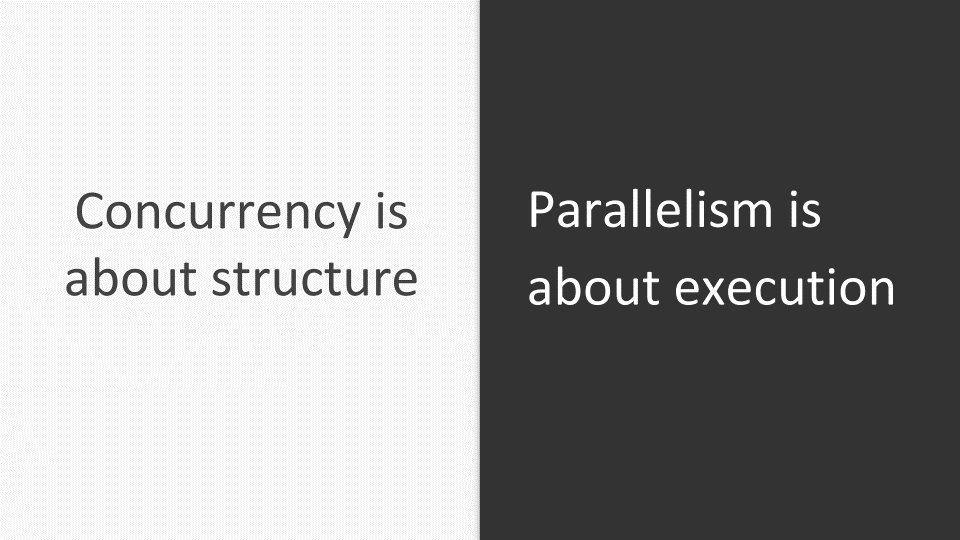 Concurrency is
about structure
Parallelism is
about execution